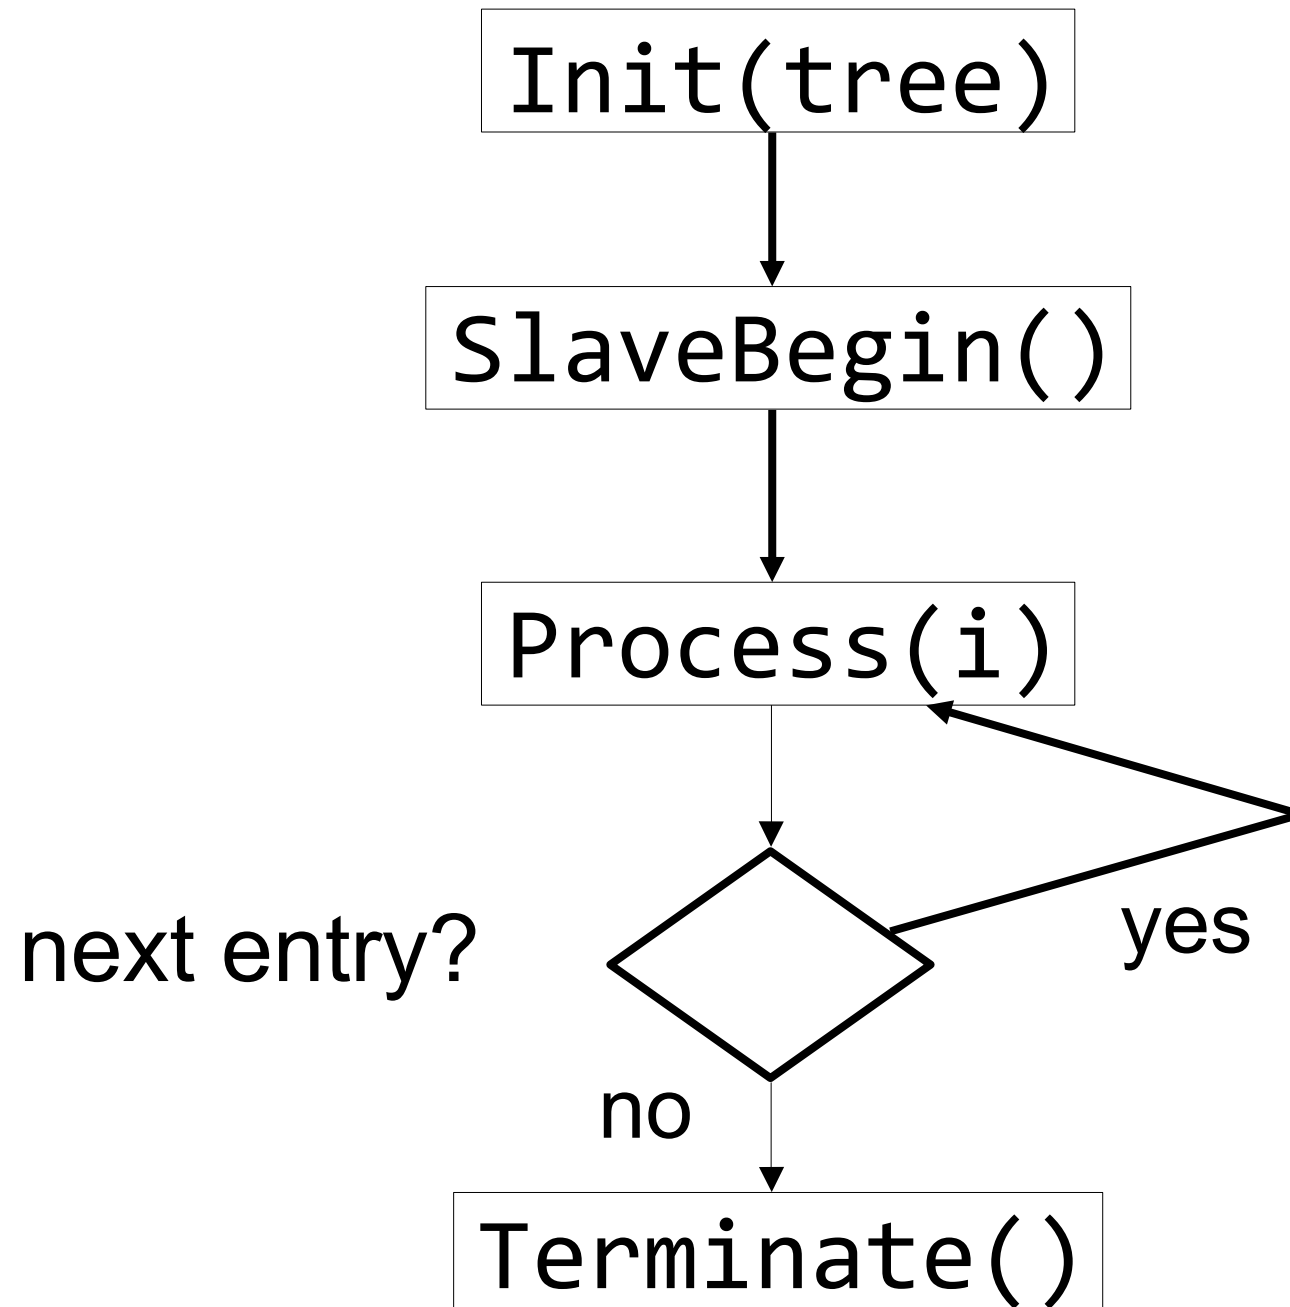 Init(tree)
SlaveBegin()
Process(i)
next entry?
yes
no
Terminate()